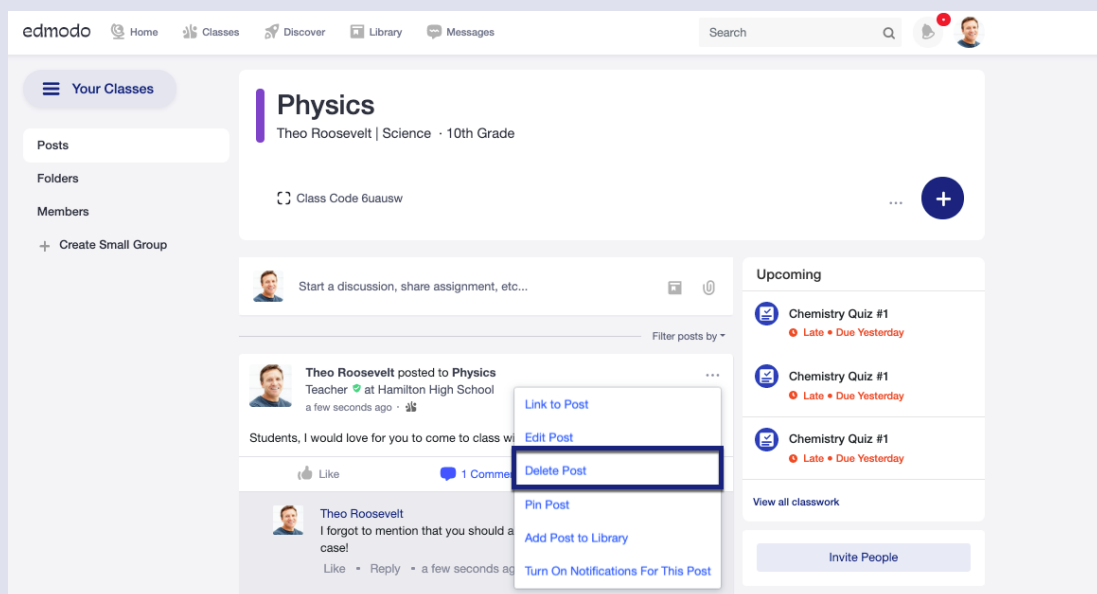 edmodo Home Classes Discover Library Messages Search
Your Classes
Posts
Folders
Members
Create Small Group
Physics
Theo Roosevelt | Science · 10th Grade
Class Code 6uausw
Start a discussion, share assignment, etc...
Filter posts by
Theo Roosevelt posted to Physics
Teacher at Hamilton High School
a few seconds ago ·
Students, I would love for you to come to class
Like 1
Theo Roosevelt
I forgot to mention that you should
case!
Like • Reply • a few seconds
Link to Post
Edit Post
Delete Post
Pin Post
Add Post to Library
Turn On Notifications For This Post
Upcoming
Chemistry Quiz #1
Late • Due Yesterday
Chemistry Quiz #1
Late • Due Yesterday
Chemistry Quiz #1
Late • Due Yesterday
View all classwork
Invite People